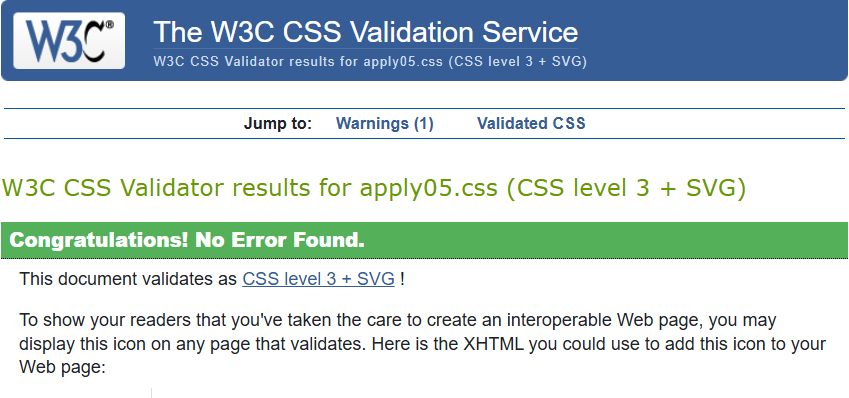 W3C®
The W3C CSS Validation Service
W3C CSS Validator results for apply05.css (CSS level 3 + SVG)
Jump to: Warnings (1) Validated CSS
W3C CSS Validator results for apply05.css (CSS level 3 + SVG)
Congratulations! No Error Found.
This document validates as CSS level 3 + SVG !
To show your readers that you've taken the care to create an interoperable Web page, you may
display this icon on any page that validates. Here is the XHTML you could use to add this icon to your
Web page: